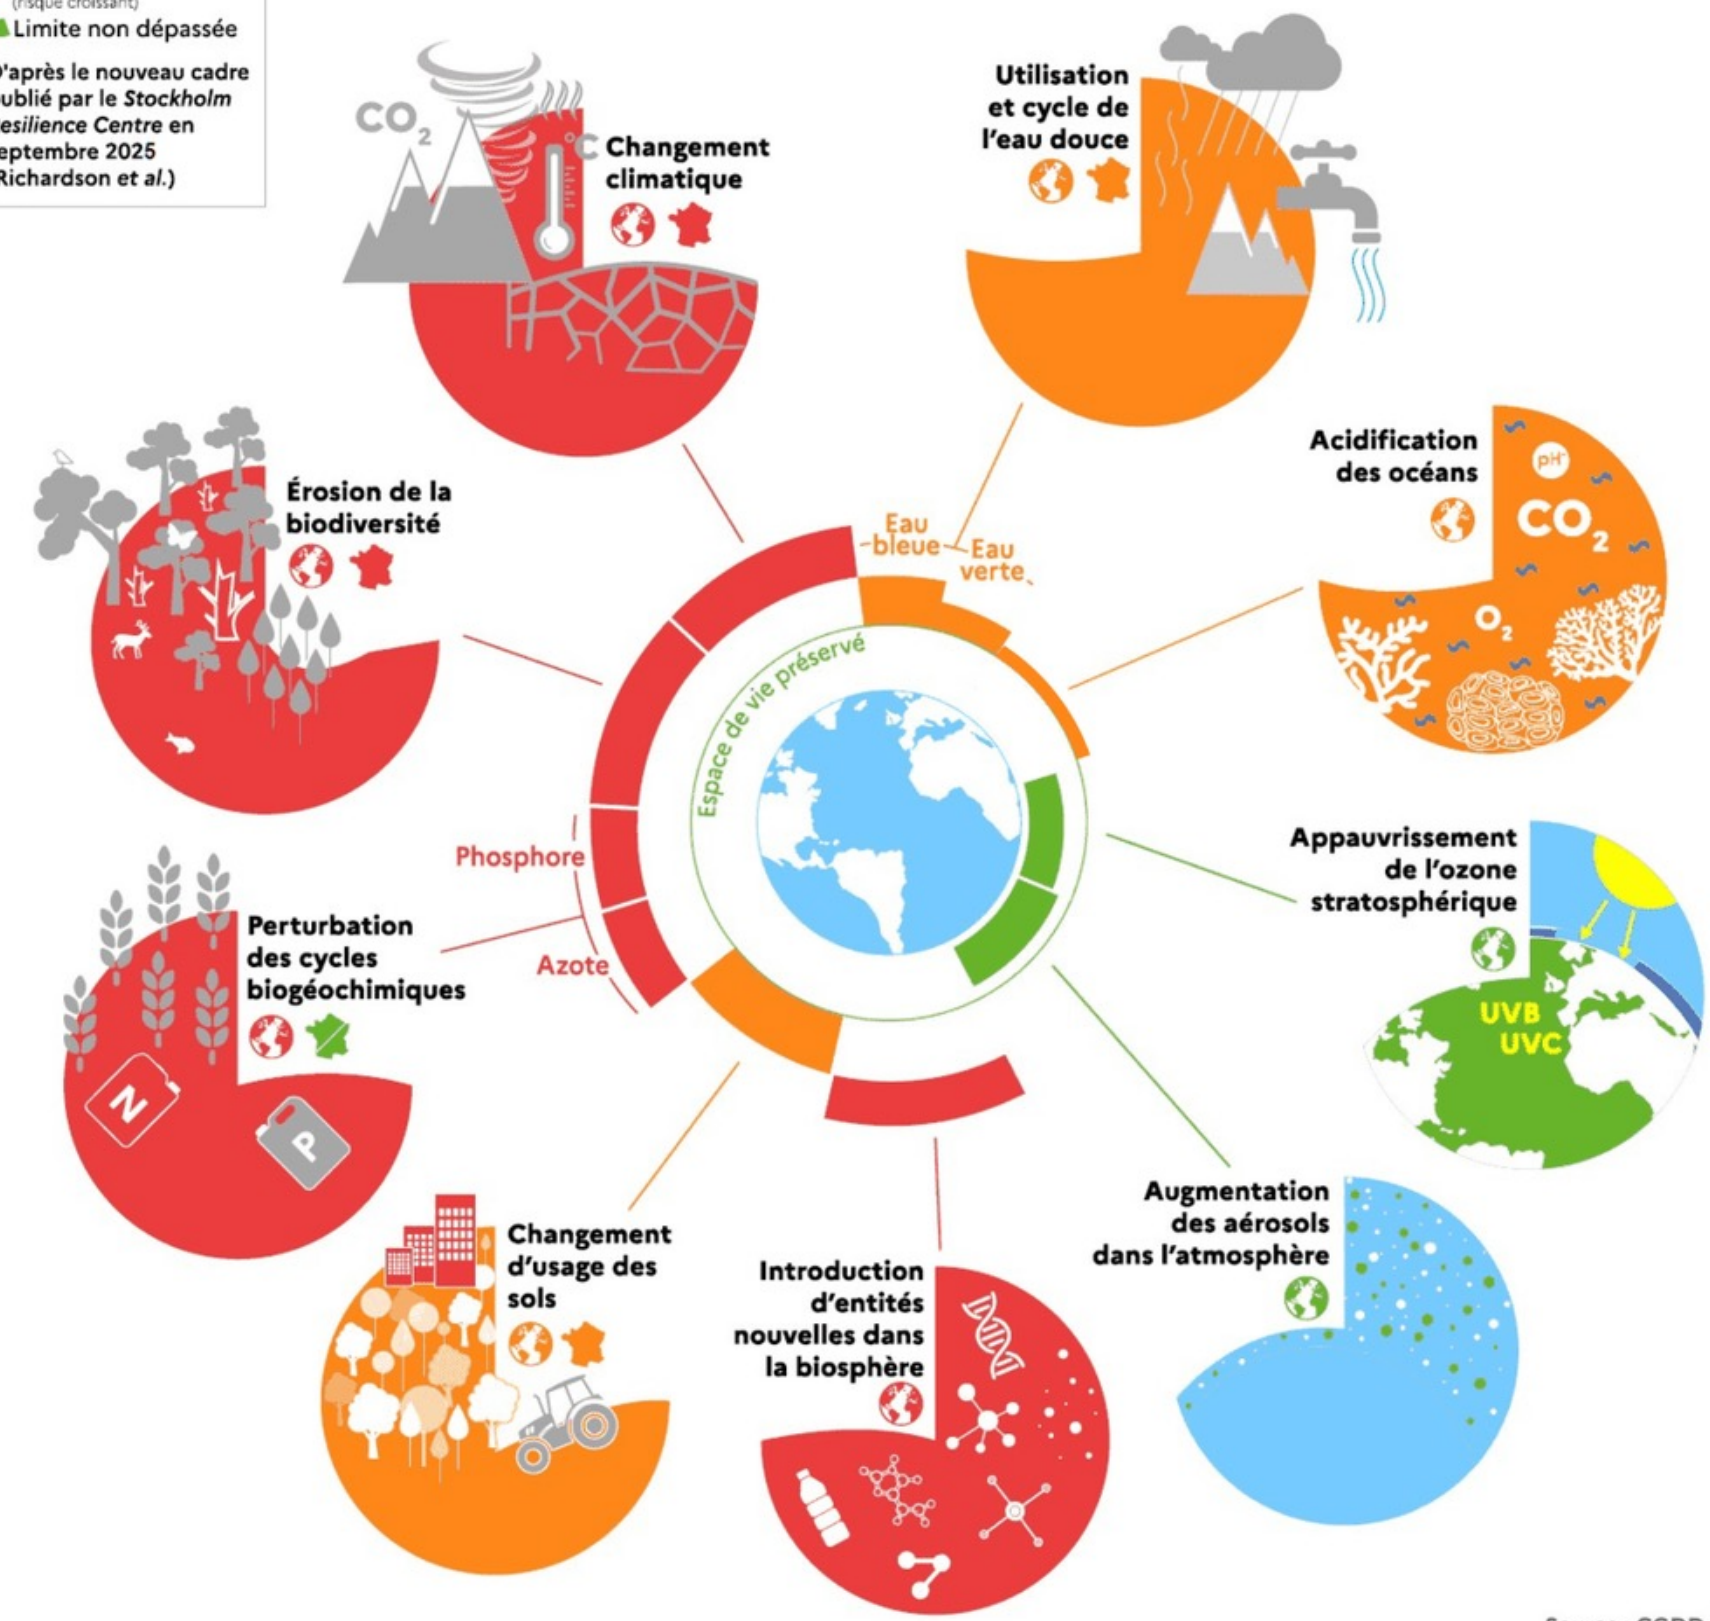 (risque croissant)
Limite non dépassée
D'après le nouveau cadre
publié par le Stockholm
Resilience Centre en
septembre 2025
(Richardson et al.)
CO2
°C
Changement
climatique
Utilisation
et cycle de
l'eau douce
Acidification
des océans
pH-
CO2
O2
Érosion de la
biodiversité
Eau
bleue
Eau
verte
Espace de vie préservé
Appauvrissement
de l'ozone
stratosphérique
UVB
UVC
Phosphore
Azote
Perturbation
des cycles
biogéochimiques
N
P
Augmentation
des aérosols
dans l'atmosphère
Changement
d'usage des
sols
Introduction
d'entités
nouvelles dans
la biosphère